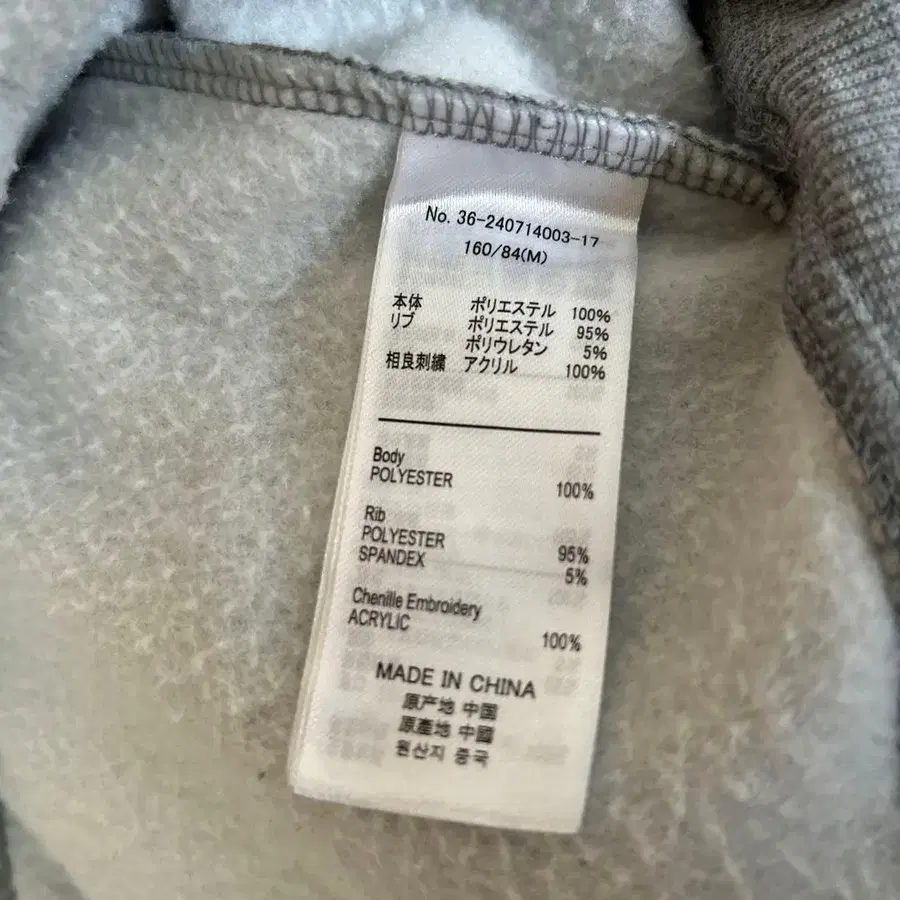 No. 36-240714003-17
160/84(M)
本体 ポリエステル 100%
リブ ポリエステル 95%
ポリウレタン 5%
相良刺繍 アクリル 100%
Body
POLYESTER 100%
Rib
POLYESTER 95%
SPANDEX 5%
Chenille Embroidery
ACRYLIC 100%
MADE IN CHINA
原产地 中国
原產地 中國
원산지 중국